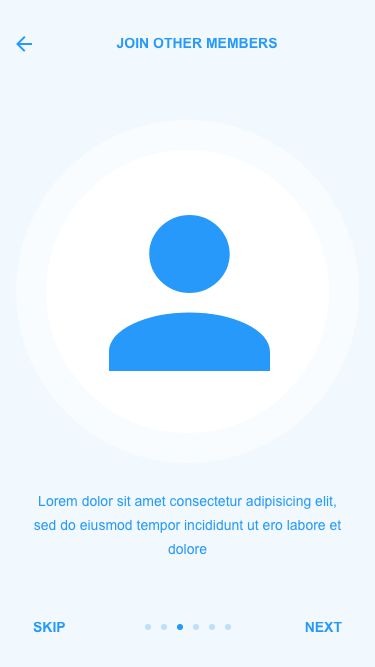 JOIN OTHER MEMBERS
Lorem dolor sit amet consectetur adipisicing elit,
sed do eiusmod tempor incididunt ut ero labore et
dolore
SKIP
NEXT